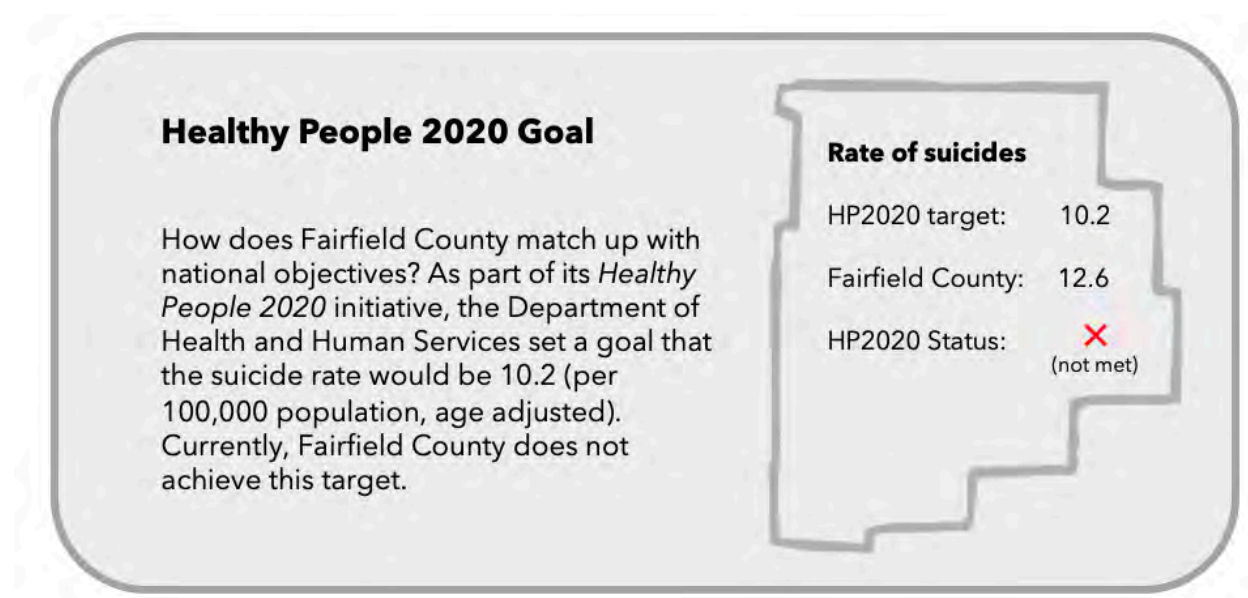 Healthy People 2020 Goal
How does Fairfield County match up with
national objectives? As part of its Healthy
People 2020 initiative, the Department of
Health and Human Services set a goal that
the suicide rate would be 10.2 (per
100,000 population, age adjusted).
Currently, Fairfield County does not
achieve this target.
Rate of suicides
HP2020 target: 10.2
Fairfield County: 12.6
HP2020 Status: ✕
(not met)